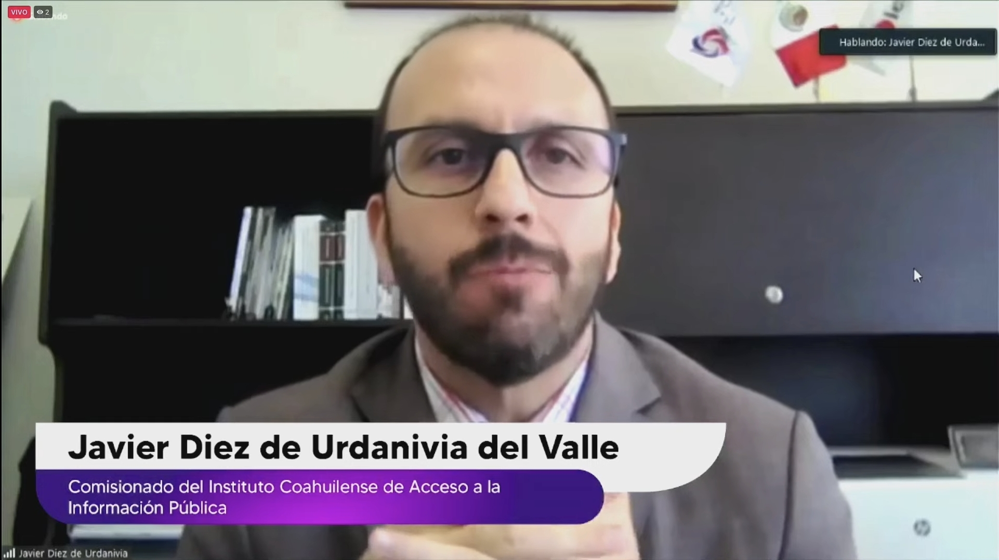 VIVO
2
Hablando: Javier Diez de Urda...
Javier Diez de Urdanivia del Valle
Comisionado del Instituto Coahuilense de Acceso a la
Información Pública
Javier Diez de Urdanivia
hp